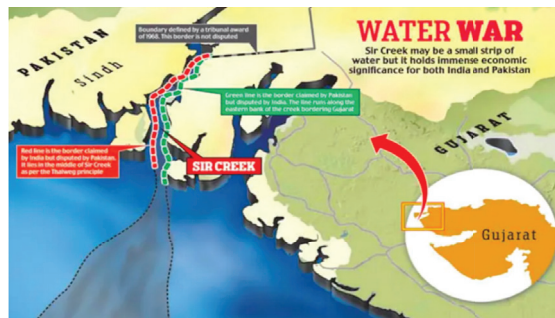 WATER WAR
Sir Creek may be a small strip of
water but it holds immense economic
significance for both India and Pakistan
Boundary defined by a tribunal award
of 1968. This border is not disputed
PAKISTAN
Sindh
Green line is the border claimed by Pakistan
but disputed by India. The line runs along the
eastern bank of the creek bordering Gujarat
GUJARAT
Red line is the border claimed
by India but disputed by Pakistan.
It lies in the middle of Sir Creek
as per the Thalweg principle
SIR CREEK
Gujarat